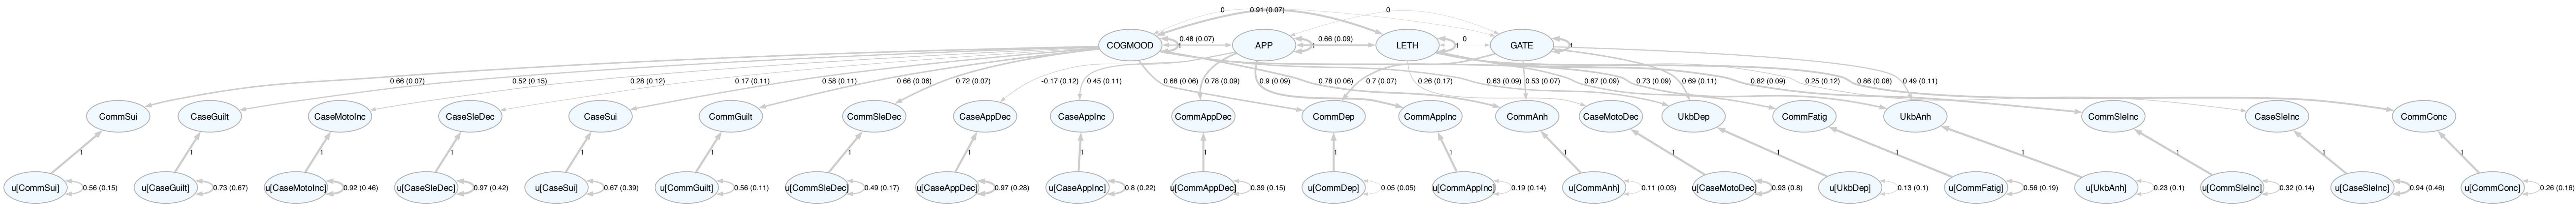 0 0.91 (0.07) 0
COGMOOD 1 0.48 (0.07) APP 1 0.66 (0.09) LETH 1 0 GATE 1
0.66 (0.07) 0.52 (0.15) 0.28 (0.12) 0.17 (0.11) 0.58 (0.11) 0.66 (0.06) 0.72 (0.07) -0.17 (0.12) 0.45 (0.11) 0.68 (0.06) 0.78 (0.09) 0.9 (0.09) 0.78 (0.06) 0.7 (0.07) 0.26 (0.17) 0.63 (0.09) 0.53 (0.07) 0.67 (0.09) 0.73 (0.09) 0.69 (0.11) 0.82 (0.09) 0.25 (0.12) 0.86 (0.08) 0.49 (0.11)
CommSui CaseGuilt CaseMotoInc CaseSleDec CaseSui CommGuilt CommSleDec CaseAppDec CaseAppInc CommAppDec CommDep CommAppInc CommAnh CaseMotoDec UkbDep CommFatig UkbAnh CommSleInc CaseSleInc CommConc
1 1 1 1 1 1 1 1 1 1 1 1 1 1 1 1 1 1 1 1
u[CommSui] 0.56 (0.15) u[CaseGuilt] 0.73 (0.67) u[CaseMotoInc] 0.92 (0.46) u[CaseSleDec] 0.97 (0.42) u[CaseSui] 0.67 (0.39) u[CommGuilt] 0.56 (0.11) u[CommSleDec] 0.49 (0.17) u[CaseAppDec] 0.97 (0.28) u[CaseAppInc] 0.8 (0.22) u[CommAppDec] 0.39 (0.15) u[CommDep] 0.05 (0.05) u[CommAppInc] 0.19 (0.14) u[CommAnh] 0.11 (0.03) u[CaseMotoDec] 0.93 (0.8) u[UkbDep] 0.13 (0.1) u[CommFatig] 0.56 (0.19) u[UkbAnh] 0.23 (0.1) u[CommSleInc] 0.32 (0.14) u[CaseSleInc] 0.94 (0.46) u[CommConc] 0.26 (0.16)